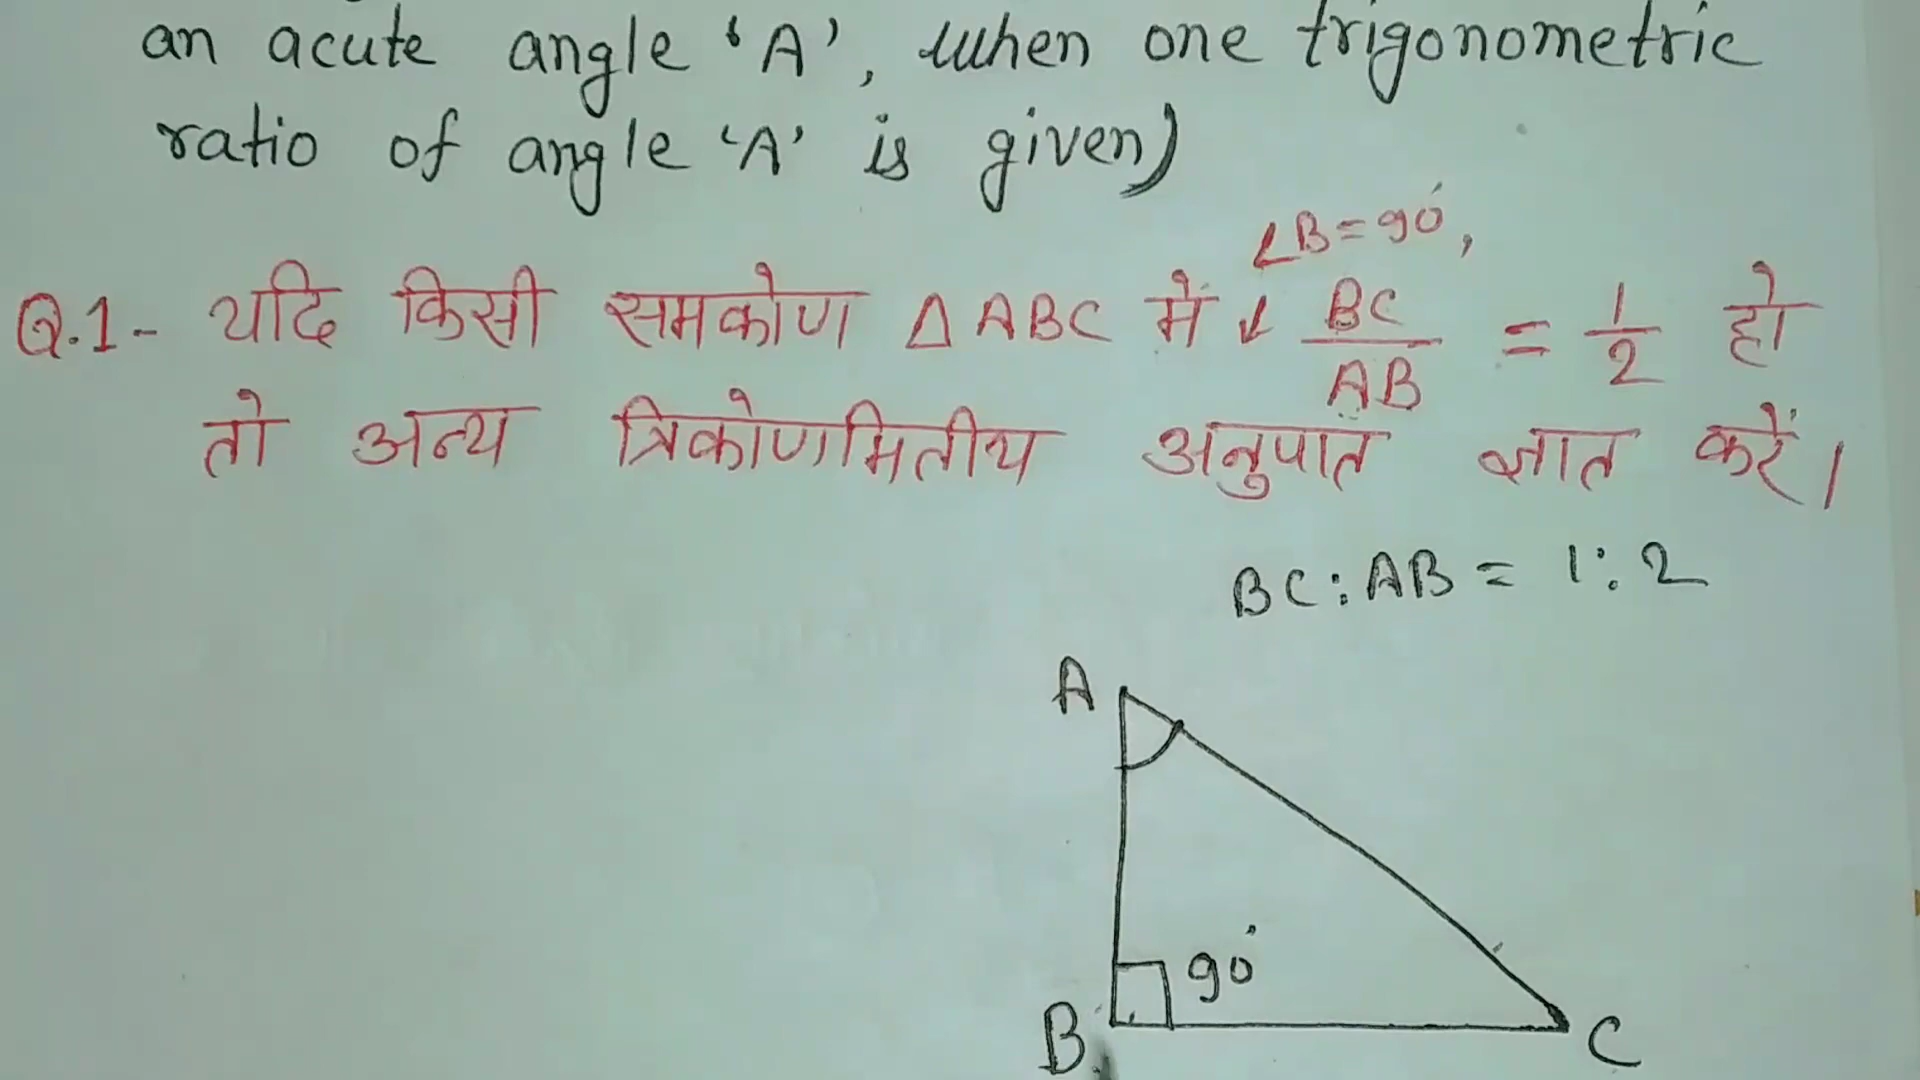 an acute angle 'A', when one trigonometric
ratio of angle 'A' is given)
∠B=90°,
Q.1- यदि किसी समकोण △ABC में ↓ BC/AB = 1/2 हो
तो अन्य त्रिकोणमितीय अनुपात ज्ञात करें।
BC:AB = 1:2
A
90°
B
C